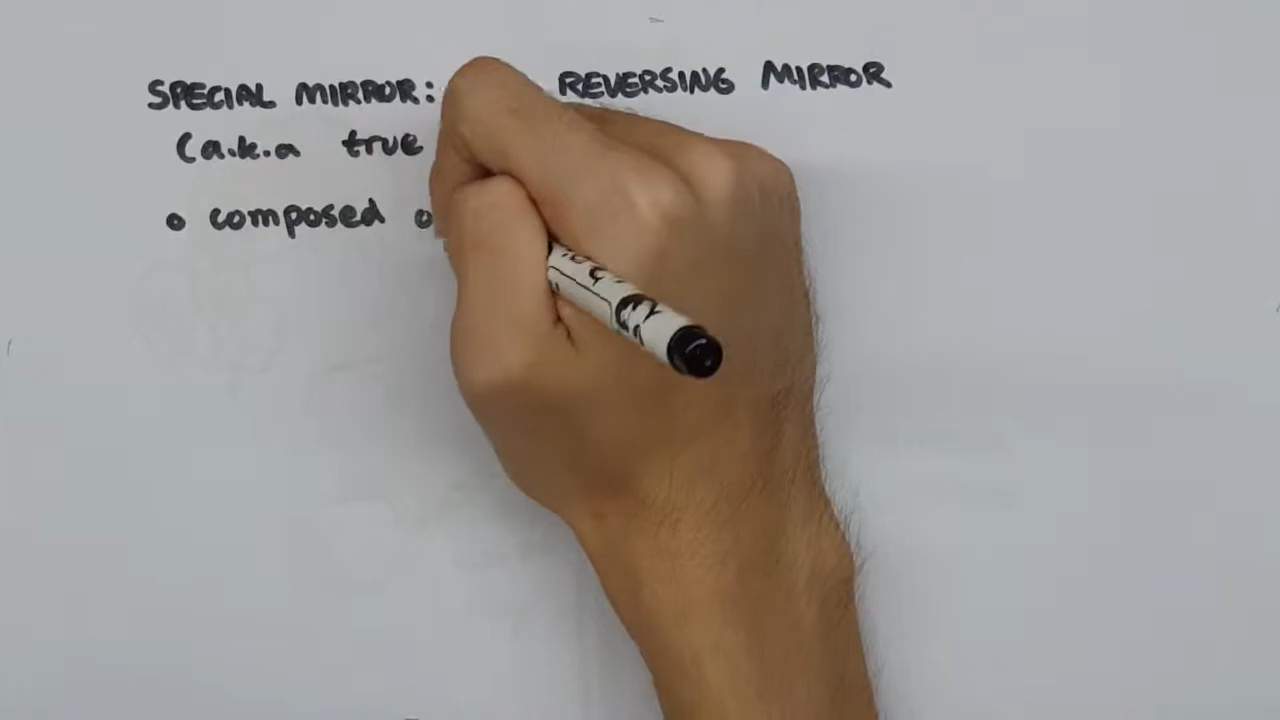 SPECIAL MIRROR: REVERSING MIRROR
(a.k.a true
• composed o